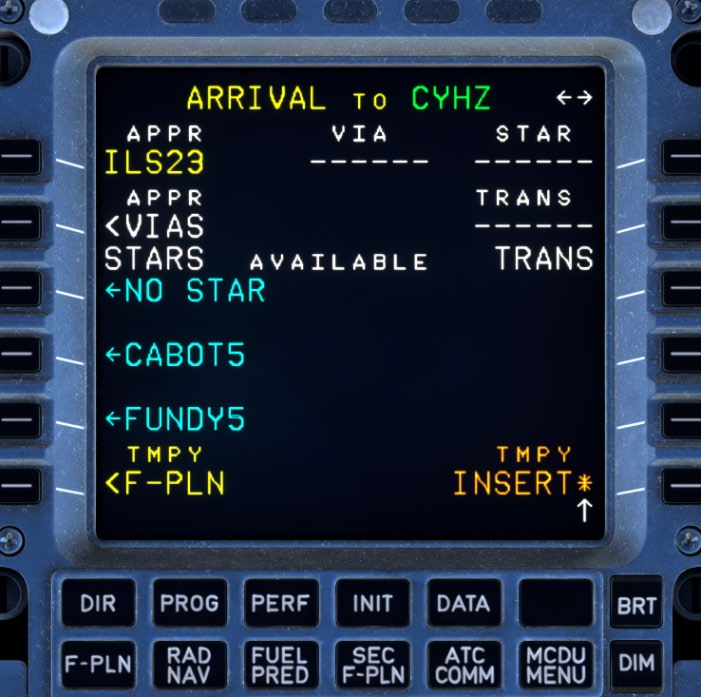 ARRIVAL TO CYHZ ←→
APPR VIA STAR
ILS23 ------ ------
APPR TRANS
<VIAS ------
STARS AVAILABLE TRANS
←NO STAR
←CABOT5
←FUNDY5
TMPY TMPY
<F-PLN INSERT*
↑
DIR PROG PERF INIT DATA BRT
F-PLN RAD NAV FUEL PRED SEC F-PLN ATC COMM MCDU MENU DIM